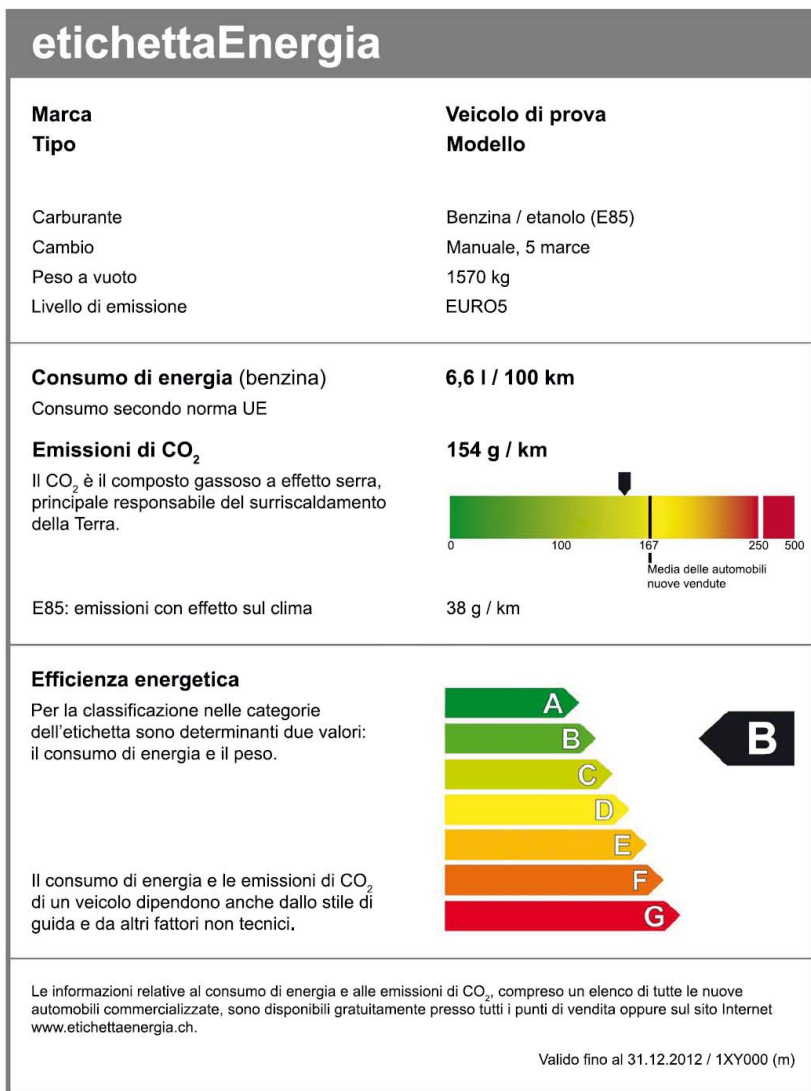 etichettaEnergia
Marca Veicolo di prova
Tipo Modello
Carburante Benzina / etanolo (E85)
Cambio Manuale, 5 marce
Peso a vuoto 1570 kg
Livello di emissione EURO5
Consumo di energia (benzina) 6,6 l / 100 km
Consumo secondo norma UE
Emissioni di CO₂ 154 g / km
Il CO₂ è il composto gassoso a effetto serra,
principale responsabile del surriscaldamento
della Terra.
0 100 167 250 500
Media delle automobili
nuove vendute
E85: emissioni con effetto sul clima 38 g / km
Efficienza energetica
Per la classificazione nelle categorie
dell'etichetta sono determinanti due valori:
il consumo di energia e il peso.
A
B B
C
D
E
F
G
Il consumo di energia e le emissioni di CO₂
di un veicolo dipendono anche dallo stile di
guida e da altri fattori non tecnici.
Le informazioni relative al consumo di energia e alle emissioni di CO₂, compreso un elenco di tutte le nuove
automobili commercializzate, sono disponibili gratuitamente presso tutti i punti di vendita oppure sul sito Internet
www.etichettaenergia.ch.
Valido fino al 31.12.2012 / 1XY000 (m)